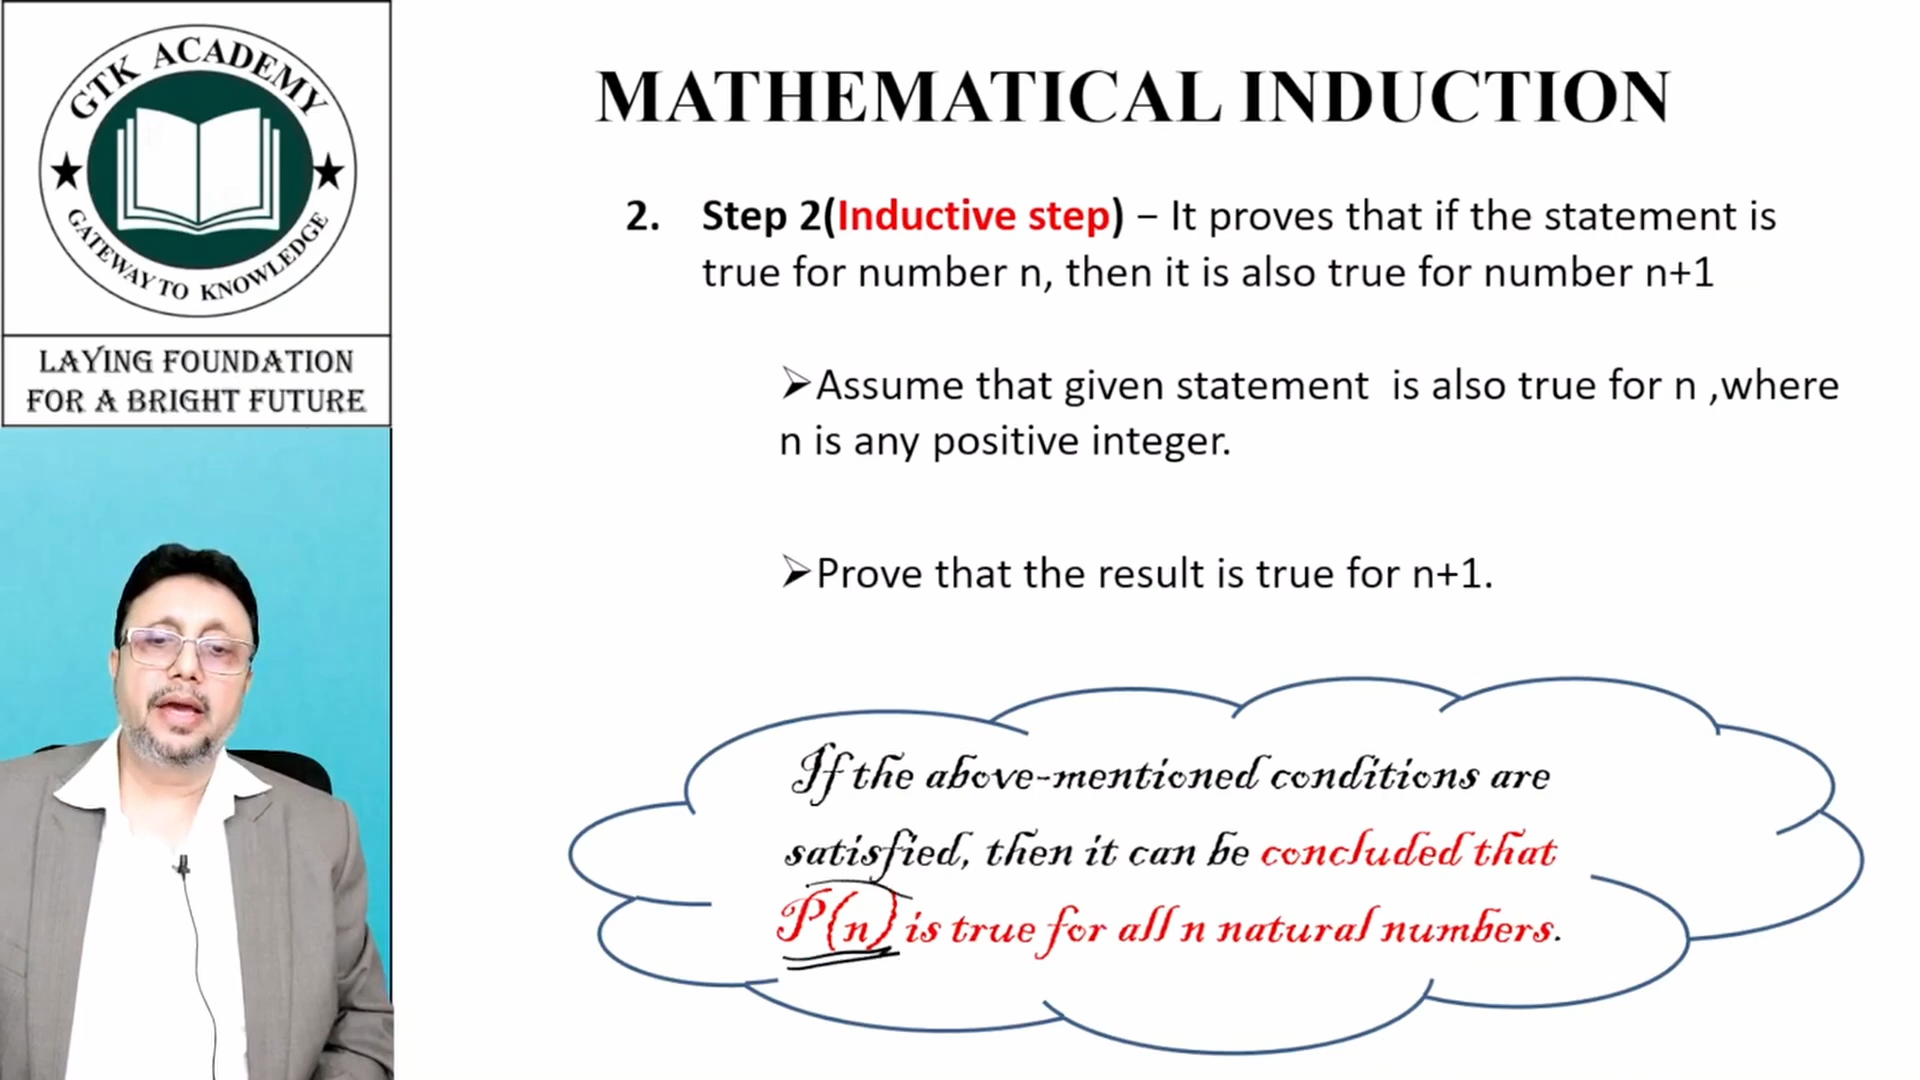 GTK ACADEMY
GATEWAY TO KNOWLEDGE
LAYING FOUNDATION
FOR A BRIGHT FUTURE
MATHEMATICAL INDUCTION
2. Step 2(Inductive step) – It proves that if the statement is
true for number n, then it is also true for number n+1
➢Assume that given statement is also true for n ,where
n is any positive integer.
➢Prove that the result is true for n+1.
If the above-mentioned conditions are
satisfied, then it can be concluded that
P(n) is true for all n natural numbers.